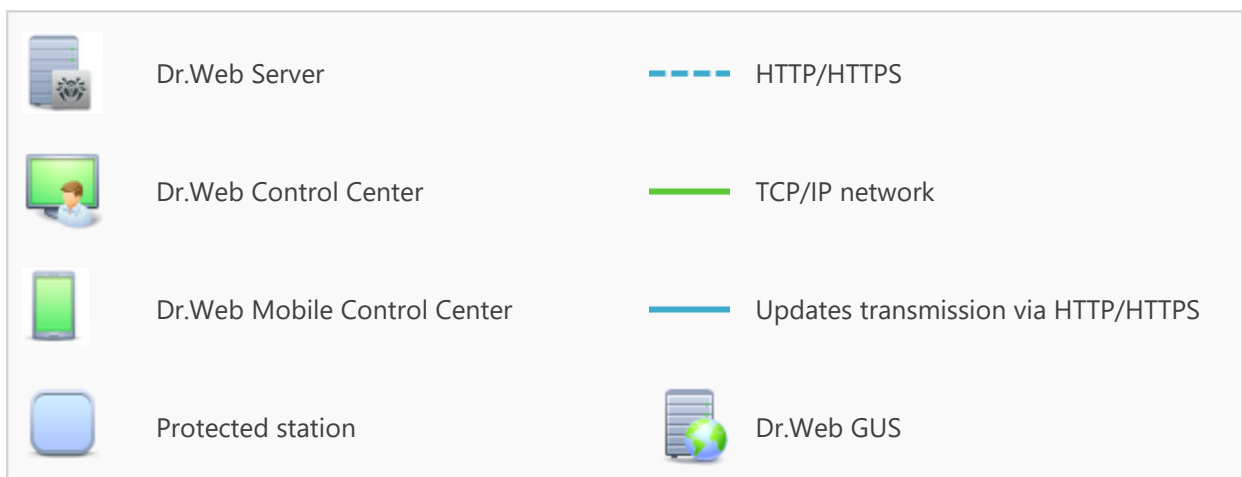 Dr.Web Server
HTTP/HTTPS
Dr.Web Control Center
TCP/IP network
Dr.Web Mobile Control Center
Updates transmission via HTTP/HTTPS
Protected station
Dr.Web GUS